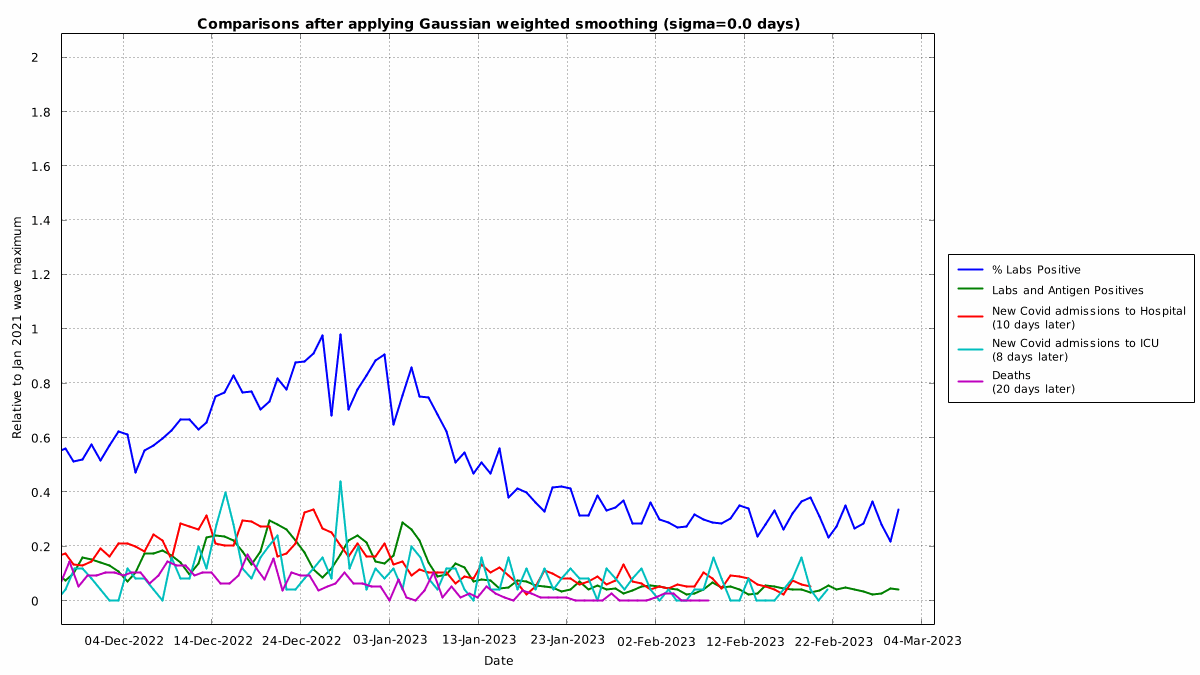 Comparisons after applying Gaussian weighted smoothing (sigma=0.0 days)
Relative to Jan 2021 wave maximum
2
1.8
1.6
1.4
1.2
1
0.8
0.6
0.4
0.2
0
04-Dec-2022 14-Dec-2022 24-Dec-2022 03-Jan-2023 13-Jan-2023 23-Jan-2023 02-Feb-2023 12-Feb-2023 22-Feb-2023 04-Mar-2023
Date
% Labs Positive
Labs and Antigen Positives
New Covid admissions to Hospital
(10 days later)
New Covid admissions to ICU
(8 days later)
Deaths
(20 days later)